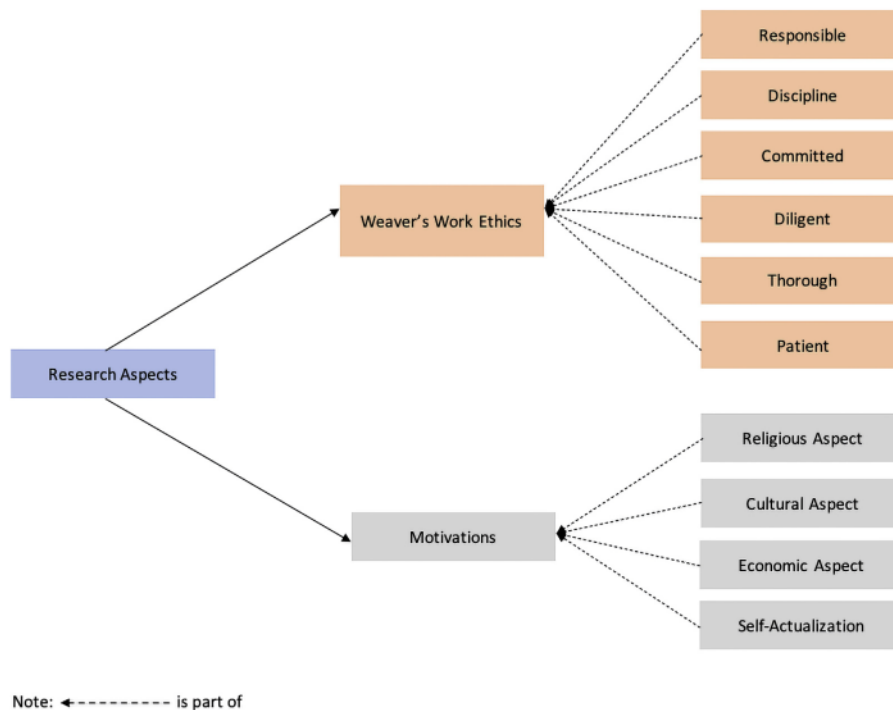 Responsible
Discipline
Committed
Weaver's Work Ethics
Diligent
Thorough
Patient
Research Aspects
Religious Aspect
Cultural Aspect
Motivations
Economic Aspect
Self-Actualization
Note: is part of